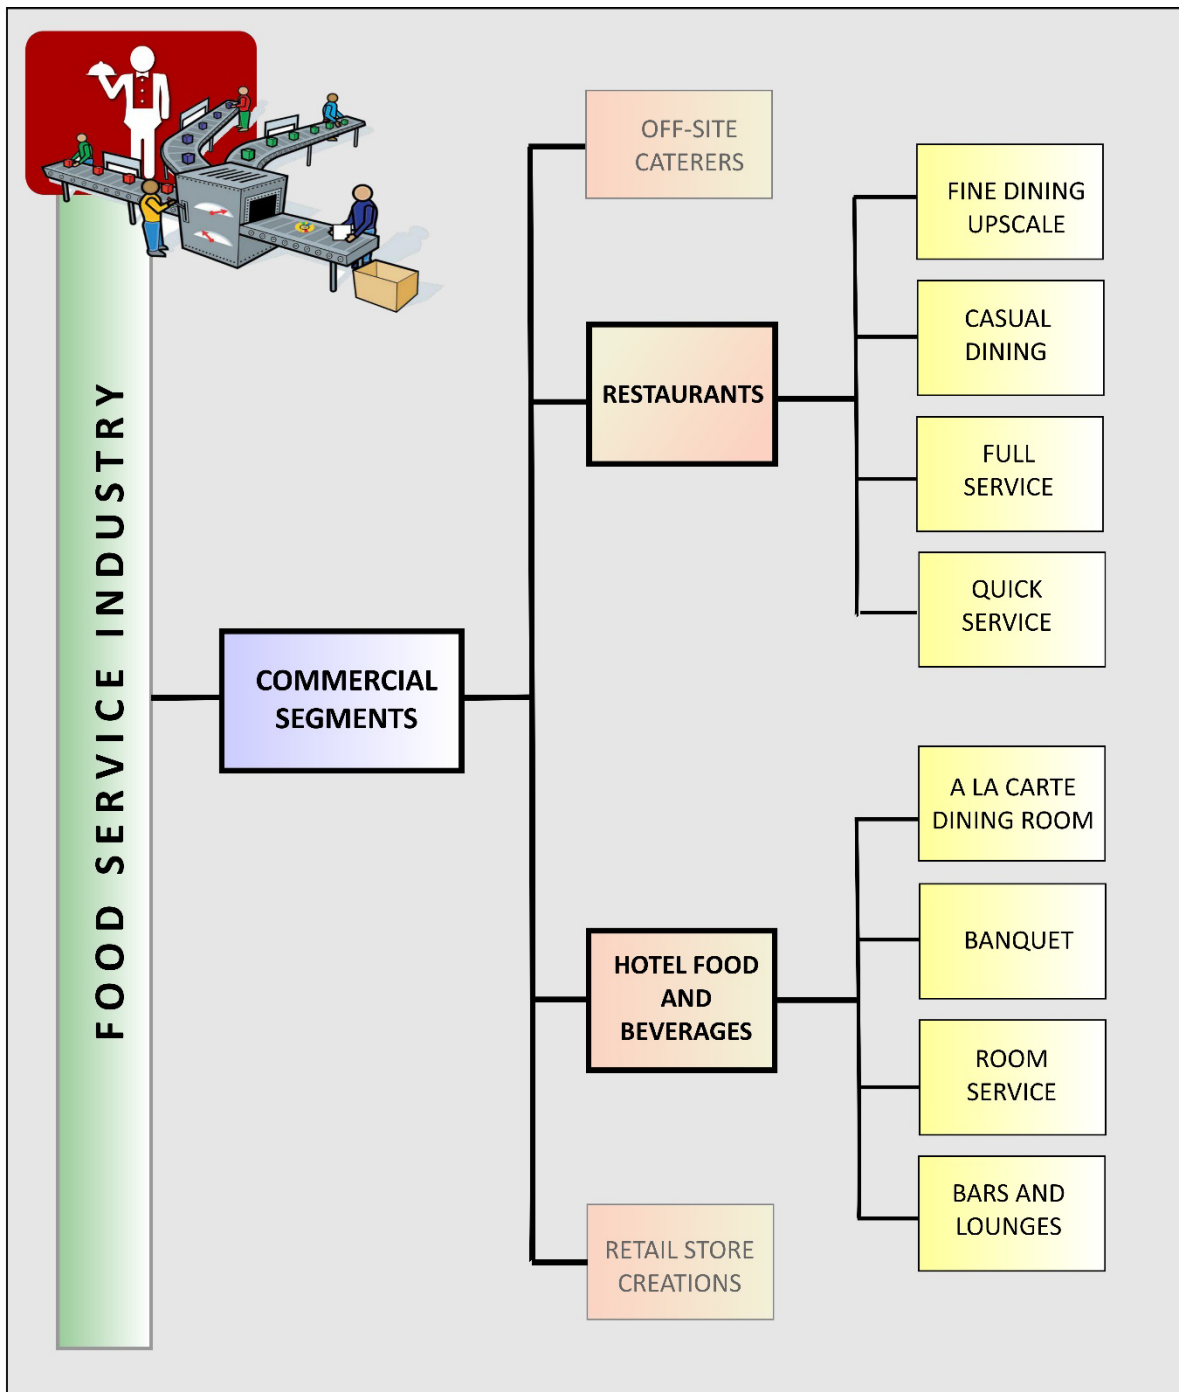 FOOD SERVICE INDUSTRY
COMMERCIAL
SEGMENTS
OFF-SITE
CATERERS
RESTAURANTS
FINE DINING
UPSCALE
CASUAL
DINING
FULL
SERVICE
QUICK
SERVICE
HOTEL FOOD
AND
BEVERAGES
A LA CARTE
DINING ROOM
BANQUET
ROOM
SERVICE
BARS AND
LOUNGES
RETAIL STORE
CREATIONS